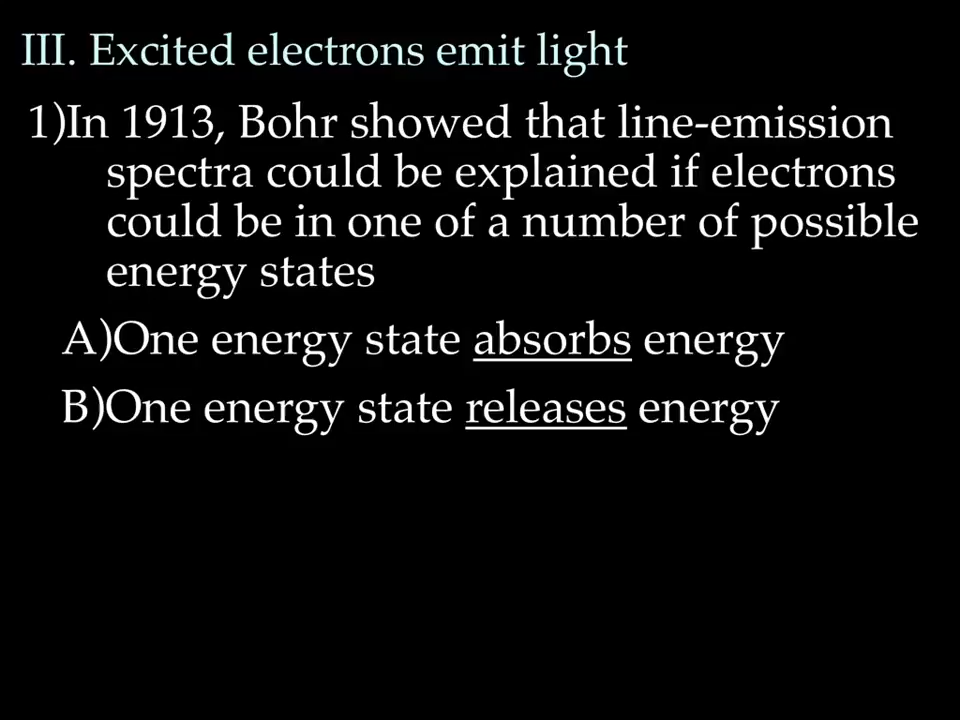 III. Excited electrons emit light
1)In 1913, Bohr showed that line-emission
spectra could be explained if electrons
could be in one of a number of possible
energy states
A)One energy state absorbs energy
B)One energy state releases energy